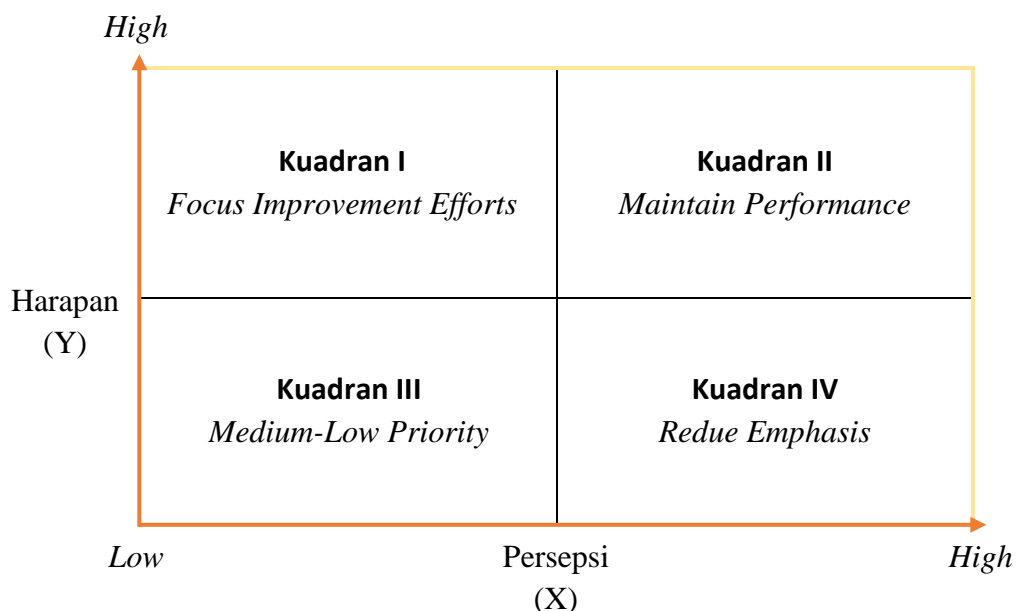 High
Kuadran I
Focus Improvement Efforts
Kuadran II
Maintain Performance
Harapan
(Y)
Kuadran III
Medium-Low Priority
Kuadran IV
Redue Emphasis
Low
Persepsi
(X)
High